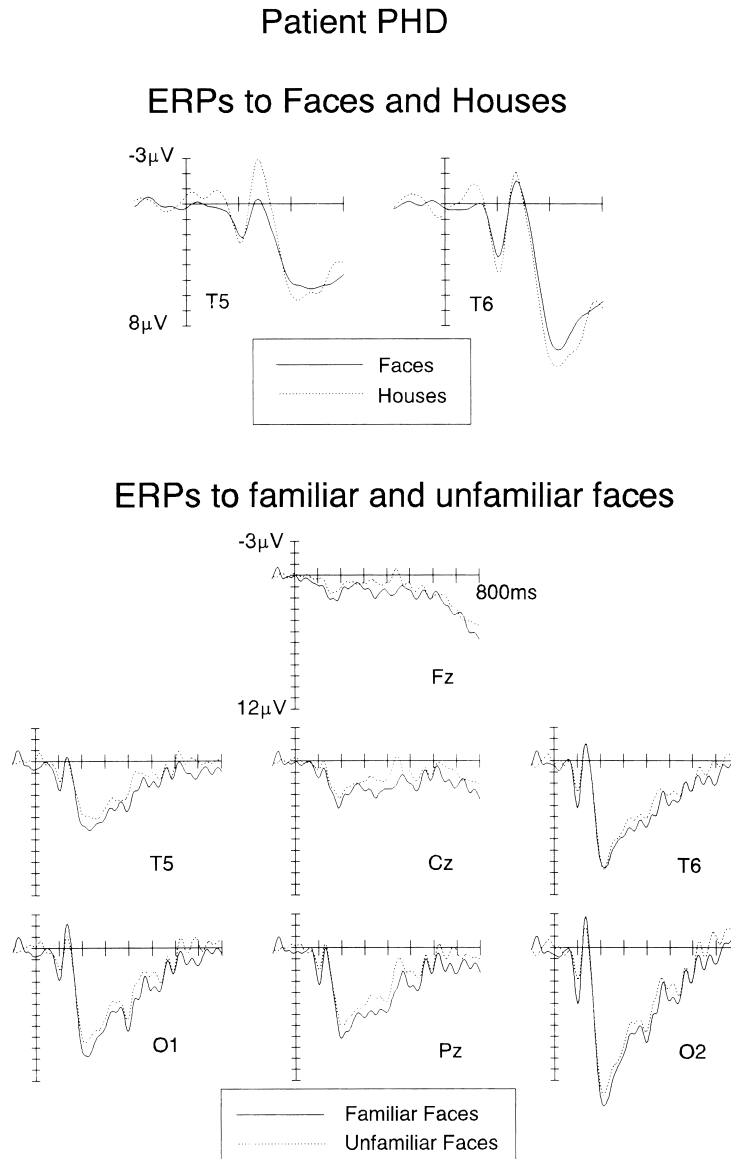 Patient PHD
ERPs to Faces and Houses
-3μV
8μV
T5
T6
Faces
Houses
ERPs to familiar and unfamiliar faces
-3μV
800ms
Fz
12μV
T5
Cz
T6
O1
Pz
O2
Familiar Faces
Unfamiliar Faces